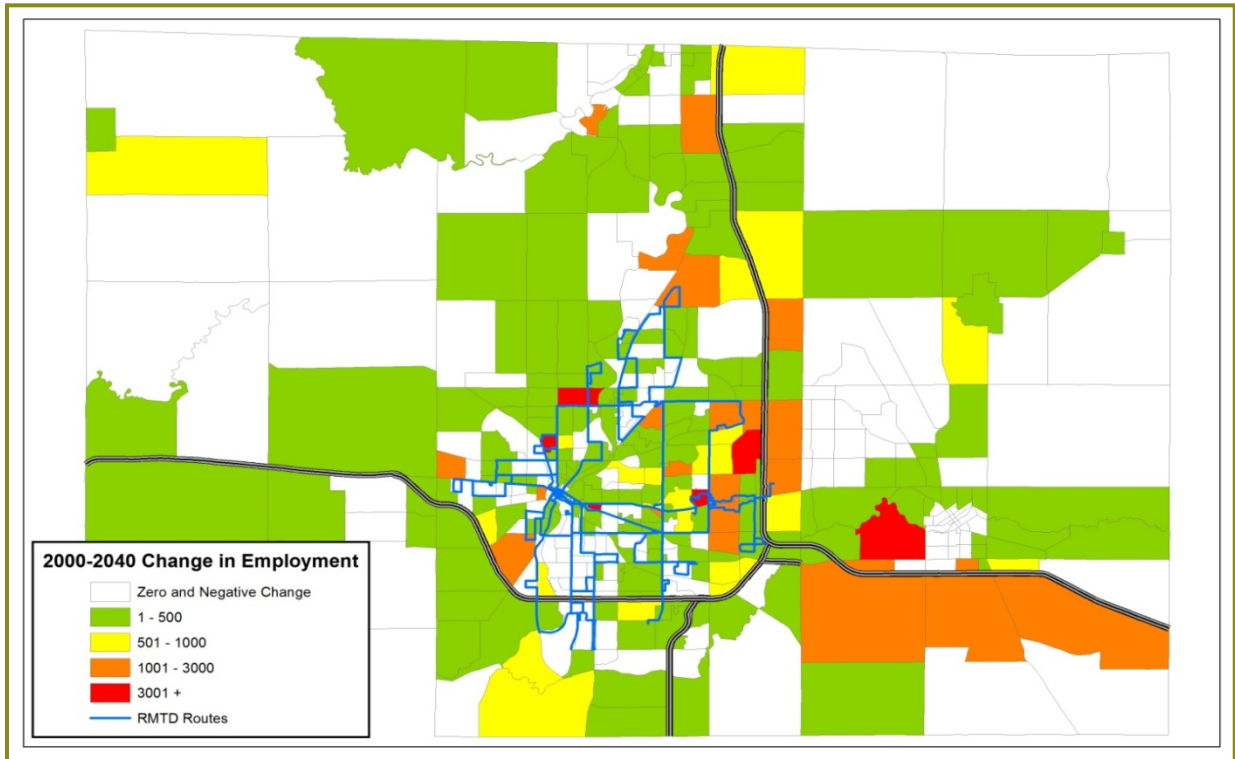 2000-2040 Change in Employment
Zero and Negative Change
1 - 500
501 - 1000
1001 - 3000
3001 +
RMTD Routes